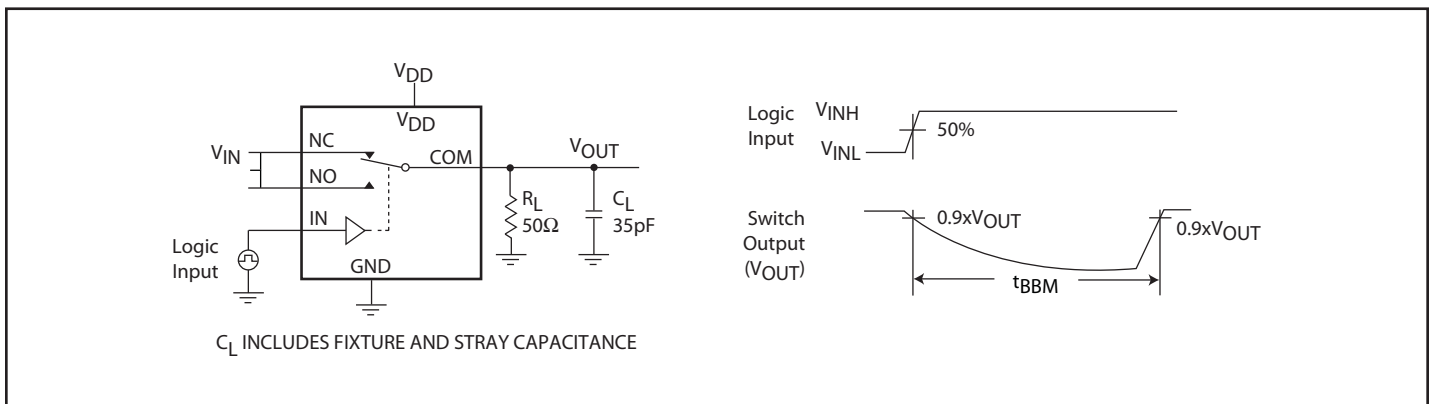 VDD
VDD
VIN
NC
NO
IN
COM
VOUT
RL
50Ω
CL
35pF
Logic
Input
GND
CL INCLUDES FIXTURE AND STRAY CAPACITANCE
Logic
Input
VINH
VINL
50%
Switch
Output
(VOUT)
0.9xVOUT
0.9xVOUT
tBBM